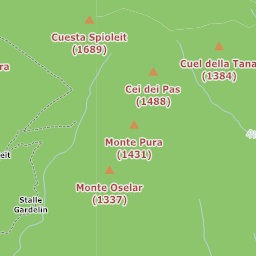 Cuesta Spioleit
(1689)
Cuel della Tana
(1384)
Cei dei Pas
(1488)
Monte Pura
(1431)
Monte Oselar
(1337)
Stalle
Gardelin